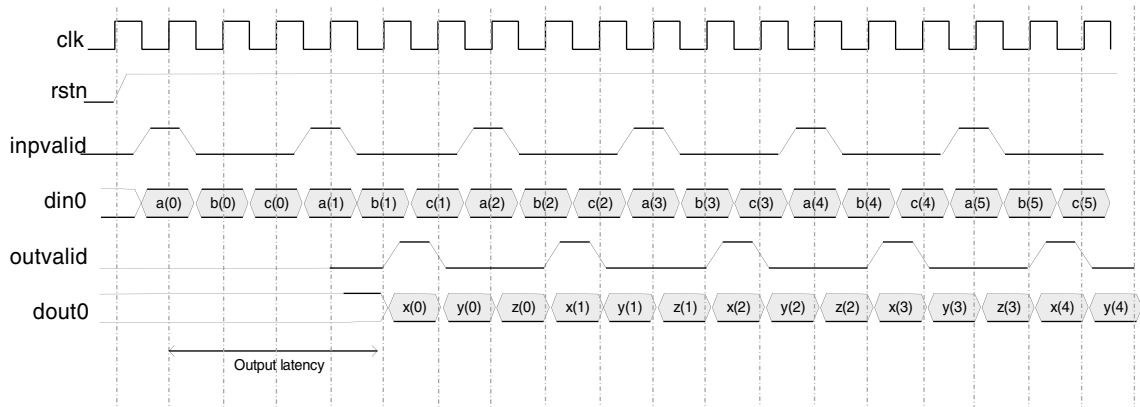 clk
rstn
inpvalid
din0 a(0) b(0) c(0) a(1) b(1) c(1) a(2) b(2) c(2) a(3) b(3) c(3) a(4) b(4) c(4) a(5) b(5) c(5)
outvalid
dout0 x(0) y(0) z(0) x(1) y(1) z(1) x(2) y(2) z(2) x(3) y(3) z(3) x(4) y(4)
Output latency